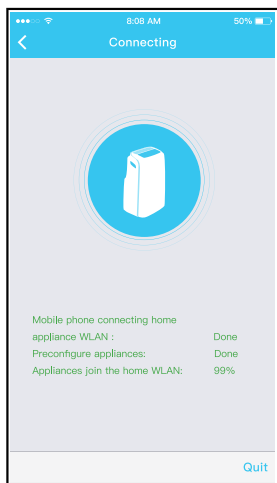 8:08 AM
50%
Connecting
Mobile phone connecting home
appliance WLAN : Done
Preconfigure appliances: Done
Appliances join the home WLAN: 99%
Quit